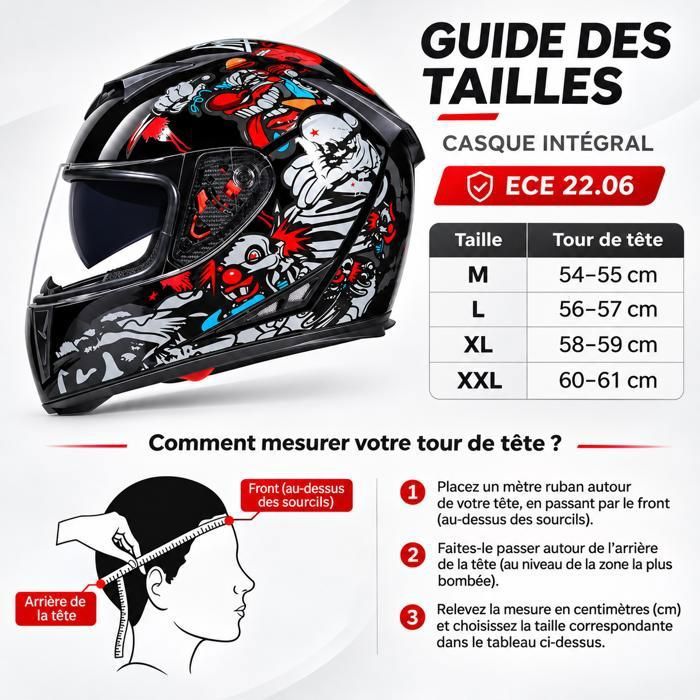 GUIDE DES
TAILLES
CASQUE INTÉGRAL
ECE 22.06
Taille Tour de tête
M 54–55 cm
L 56–57 cm
XL 58–59 cm
XXL 60–61 cm
Comment mesurer votre tour de tête ?
Front (au-dessus
des sourcils)
Arrière de
la tête
1 Placez un mètre ruban autour
de votre tête, en passant par le front
(au-dessus des sourcils).
2 Faites-le passer autour de l'arrière
de la tête (au niveau de la zone la plus
bombée).
3 Relevez la mesure en centimètres (cm)
et choisissez la taille correspondante
dans le tableau ci-dessus.